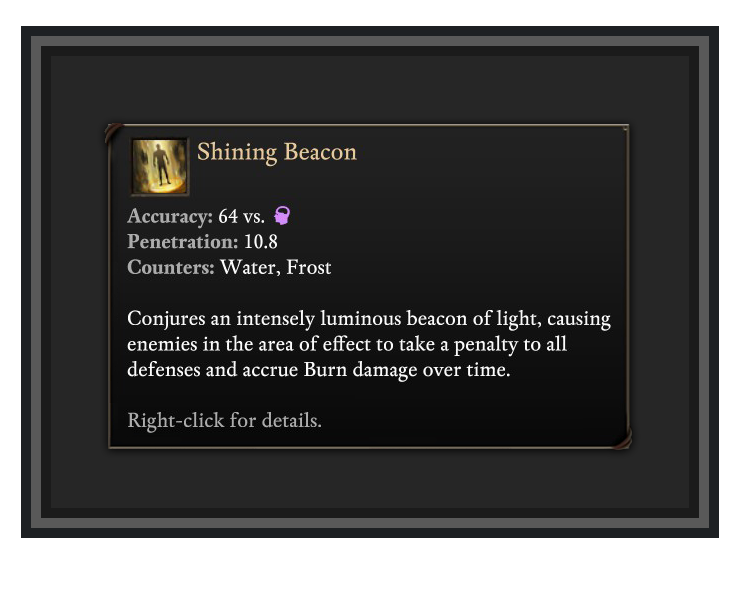 Shining Beacon
Accuracy: 64 vs.
Penetration: 10.8
Counters: Water, Frost
Conjures an intensely luminous beacon of light, causing
enemies in the area of effect to take a penalty to all
defenses and accrue Burn damage over time.
Right-click for details.